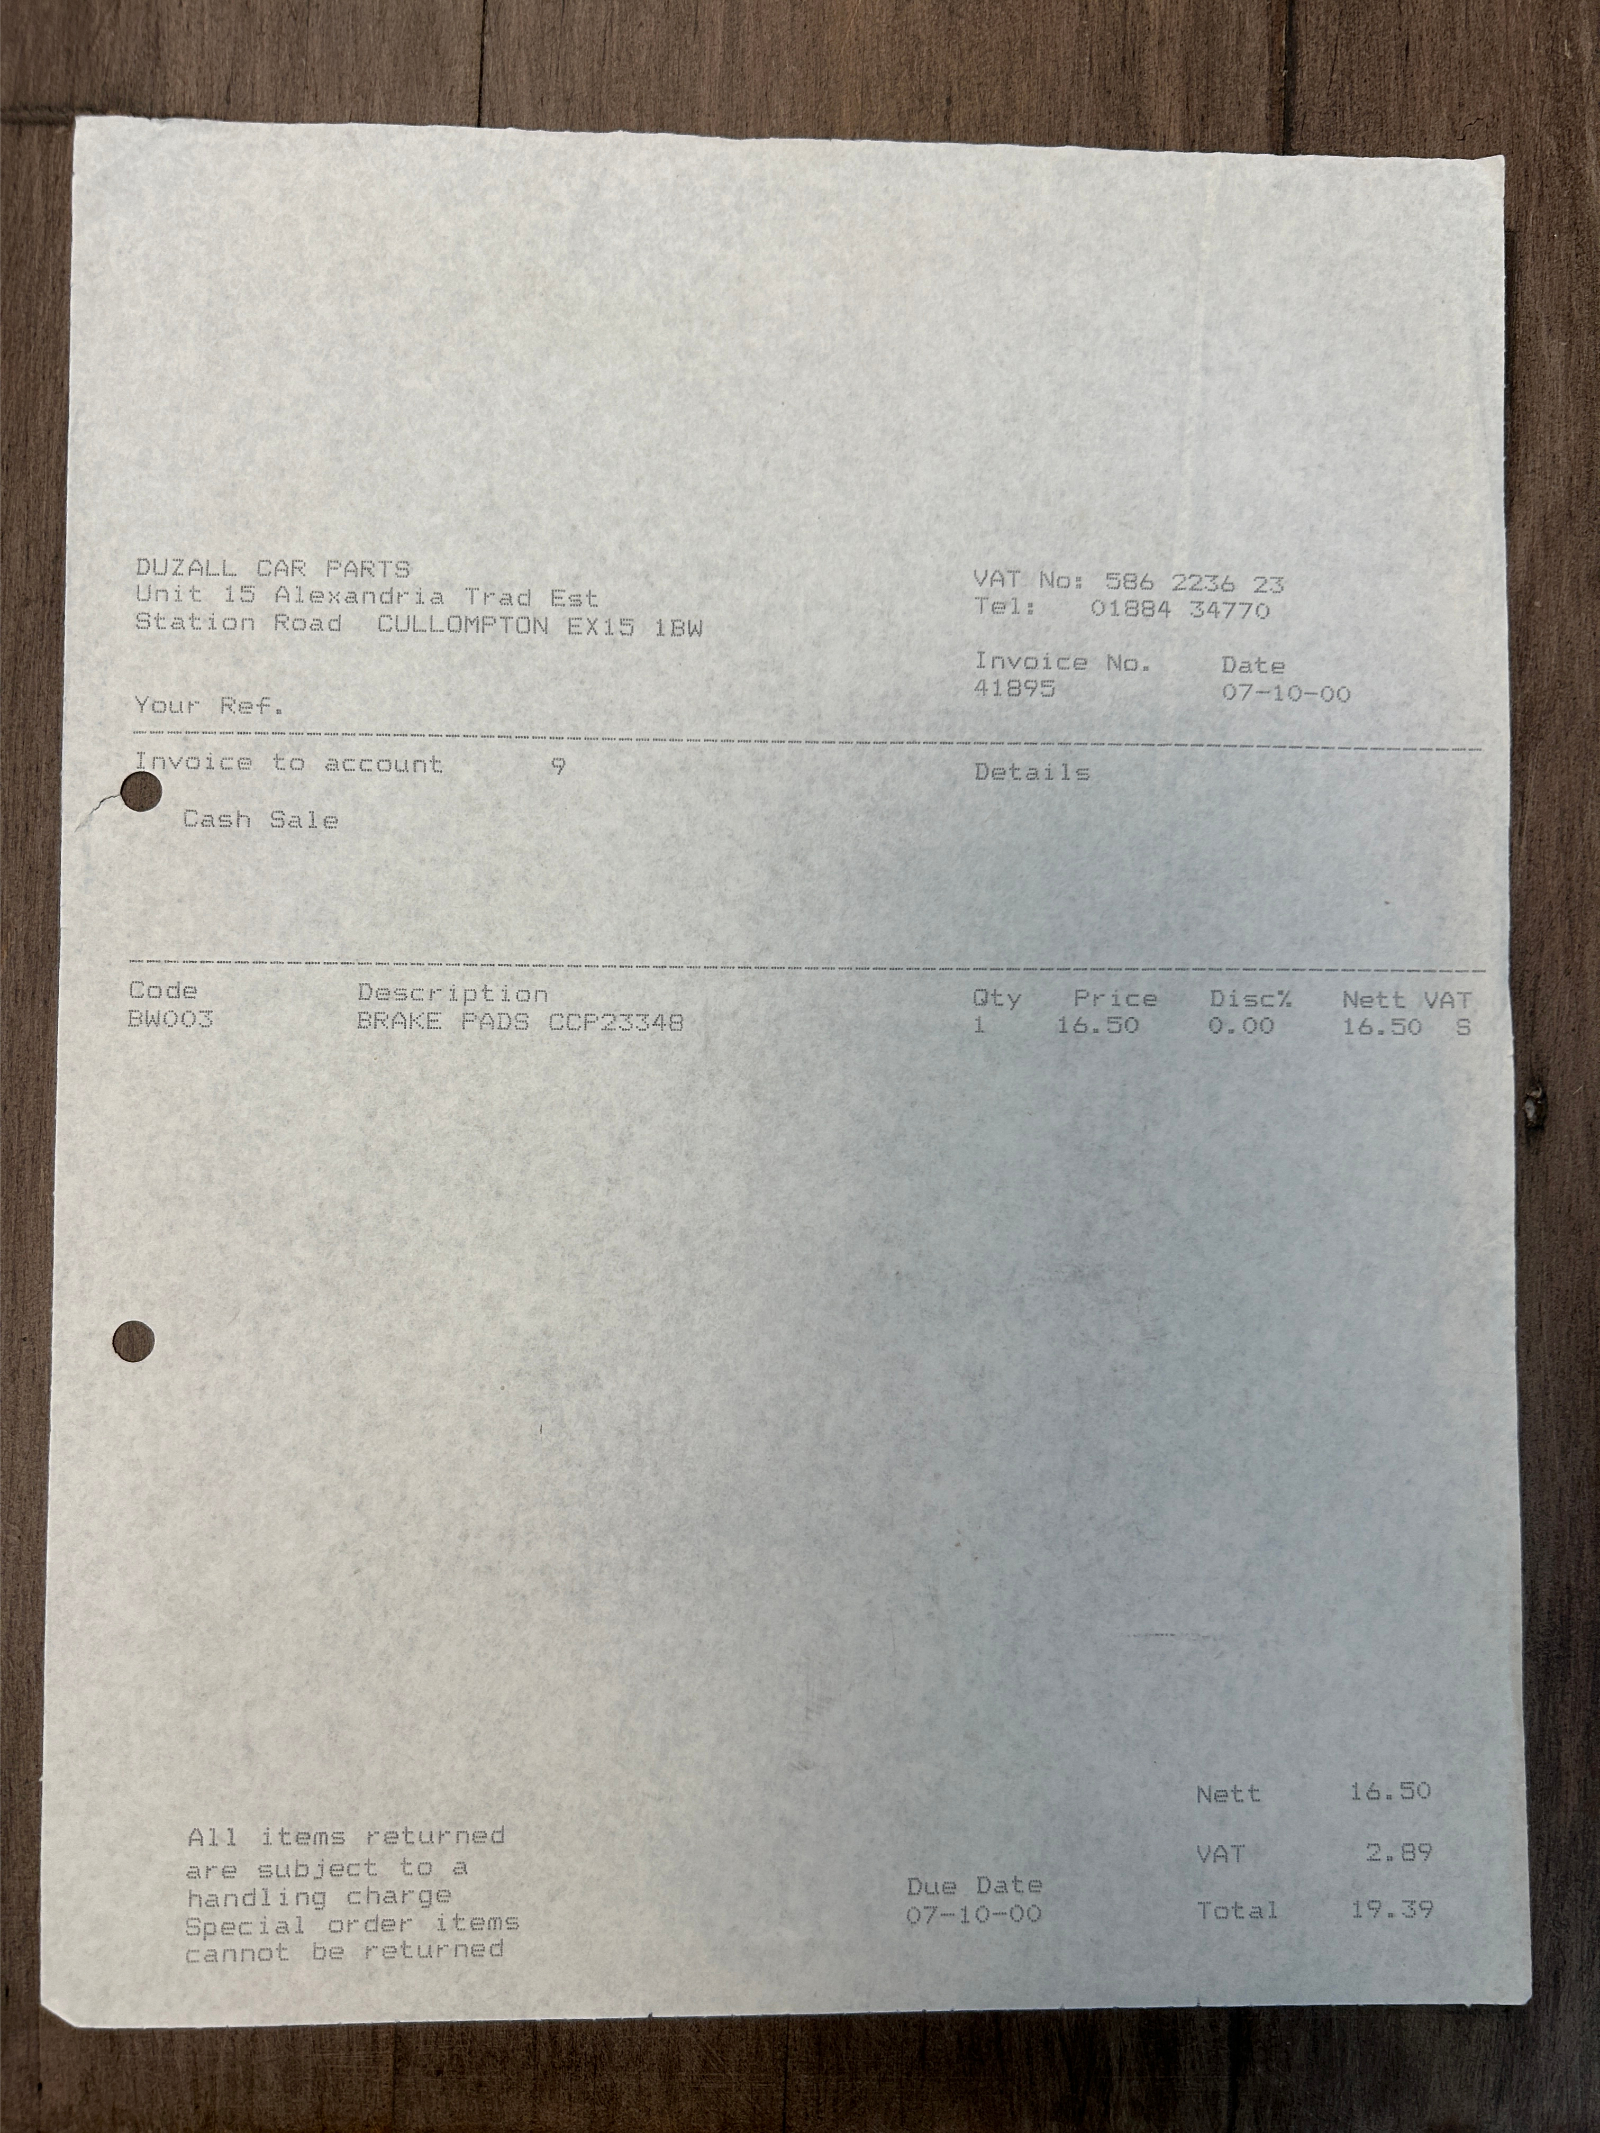 DUZALL CAR PARTS
Unit 15 Alexandria Trad Est
Station Road CULLOMPTON EX15 1BW
VAT No: 586 2236 23
Tel: 01884 34770
Invoice No. Date
41895 07-10-00
Your Ref.
Invoice to account 9 Details
Cash Sale
Code Description Qty Price Disc% Nett VAT
BW003 BRAKE PADS CCP23348 1 16.50 0.00 16.50 S
Nett 16.50
VAT 2.89
Total 19.39
Due Date
07-10-00
All items returned
are subject to a
handling charge
Special order items
cannot be returned